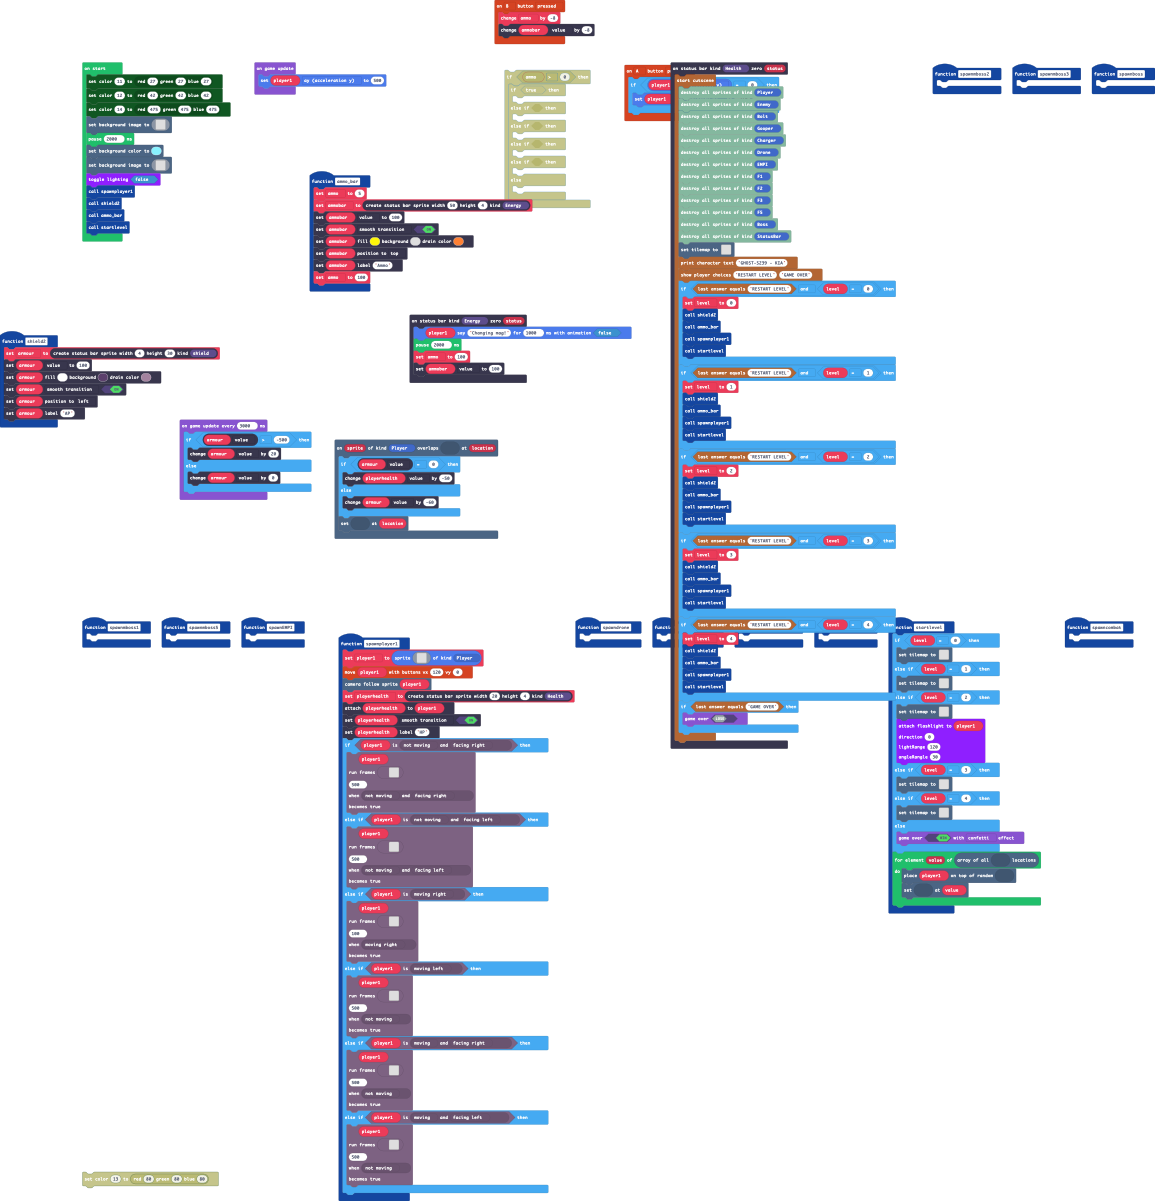 on B button pressed
change ammo by -3
change ammobar value by -3
on start
set color 11 to red 27 green 27 blue 27
set color 12 to red 42 green 42 blue 42
set color 14 to red 475 green 475 blue 475
set background image to
pause 2000 ms
set background color to
set background image to
toggle lighting false
call spawnplayer1
call shield2
call ammo_bar
call startlevel
on game update
set player1 ay (acceleration y) to 500
if ammo = 0 then
if true then
else if then
else if then
else if then
else if then
else
function ammo_bar
set ammo to 6
set ammobar to create status bar sprite width 50 height 4 kind Energy
set ammobar value to 100
set ammobar smooth transition ON
set ammobar fill background drain color
set ammobar position to top
set ammobar label "Ammo"
set ammo to 100
on A button p
if player1
set player1
on status bar kind Health zero status
start cutscene
destroy all sprites of kind Player
destroy all sprites of kind Enemy
destroy all sprites of kind Bolt
destroy all sprites of kind Gooper
destroy all sprites of kind Charger
destroy all sprites of kind Drone
destroy all sprites of kind EMP1
destroy all sprites of kind F1
destroy all sprites of kind F2
destroy all sprites of kind F3
destroy all sprites of kind F5
destroy all sprites of kind Boss
destroy all sprites of kind StatusBar
set tilemap to
print character text "GHOST-3239 - KIA"
show player choices "RESTART LEVEL" "GAME OVER"
if last answer equals "RESTART LEVEL" and level = 0 then
set level to 0
call shield2
call ammo_bar
call spawnplayer1
call startlevel
if last answer equals "RESTART LEVEL" and level = 1 then
set level to 1
call shield2
call ammo_bar
call spawnplayer1
call startlevel
if last answer equals "RESTART LEVEL" and level = 2 then
set level to 2
call shield2
call ammo_bar
call spawnplayer1
call startlevel
if last answer equals "RESTART LEVEL" and level = 3 then
set level to 3
call shield2
call ammo_bar
call spawnplayer1
call startlevel
if last answer equals "RESTART LEVEL" and level = 4 then
set level to 4
call shield2
call ammo_bar
call spawnplayer1
call startlevel
if last answer equals "GAME OVER" then
game over LOSE
function spawnmboss2
function spawnmboss3
function spawnmboss
on status bar kind Energy zero status
player1 say "Changing mag!" for 1000 ms with animation false
pause 2000 ms
set ammo to 100
set ammobar value to 100
function shield2
set armour to create status bar sprite width 4 height 30 kind shield
set armour value to 100
set armour fill background drain color
set armour smooth transition ON
set armour position to left
set armour label "AP"
on game update every 3000 ms
if armour value > -500 then
change armour value by 20
else
change armour value by 0
on sprite of kind Player overlaps at location
if armour value = 0 then
change playerhealth value by -50
else
change armour value by -60
set at location
function spawnmboss1
function spawnmboss6
function spawnEMP1
function spawnplayer1
set player1 to sprite of kind Player
move player1 with buttons vx 120 vy 0
camera follow sprite player1
set playerhealth to create status bar sprite width 20 height 4 kind Health
attach playerhealth to player1
set playerhealth smooth transition ON
set playerhealth label "HP"
if player1 is not moving and facing right then
player1
run frames
500
when not moving and facing right
becomes true
else if player1 is not moving and facing left then
player1
run frames
500
when not moving and facing left
becomes true
else if player1 is moving right then
player1
run frames
100
when moving right
becomes true
else if player1 is moving left then
player1
run frames
500
when not moving
becomes true
else if player1 is moving and facing right then
player1
run frames
500
when not moving
becomes true
else if player1 is moving and facing left then
player1
run frames
500
when not moving
becomes true
function spawndrone
functi
nction startlevel
if level = 0 then
set tilemap to
else if level = 1 then
set tilemap to
else if level = 2 then
set tilemap to
attach flashlight to player1
direction 0
lightRange 120
angleRange 30
else if level = 3 then
set tilemap to
else if level = 4 then
set tilemap to
else
game over WIN with confetti effect
for element value of array of all locations
do
place player1 on top of random
set at value
function spawncombat
set color 13 to red 80 green 80 blue 80